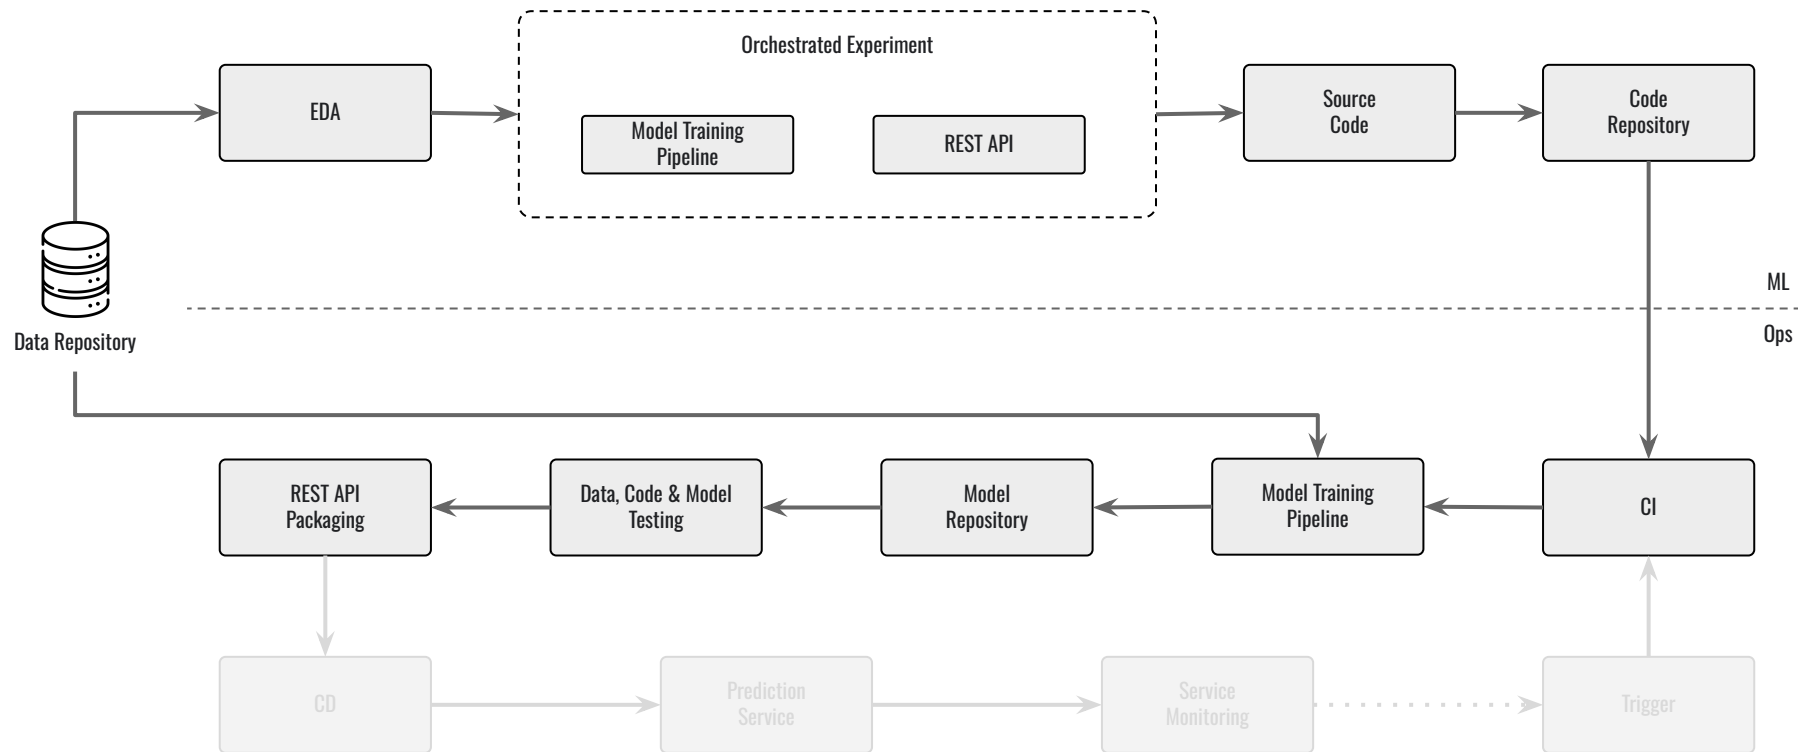 Orchestrated Experiment
EDA
Model Training
Pipeline
REST API
Source
Code
Code
Repository
ML
Data Repository
Ops
REST API
Packaging
Data, Code & Model
Testing
Model
Repository
Model Training
Pipeline
CI
CD
Prediction
Service
Service
Monitoring
Trigger